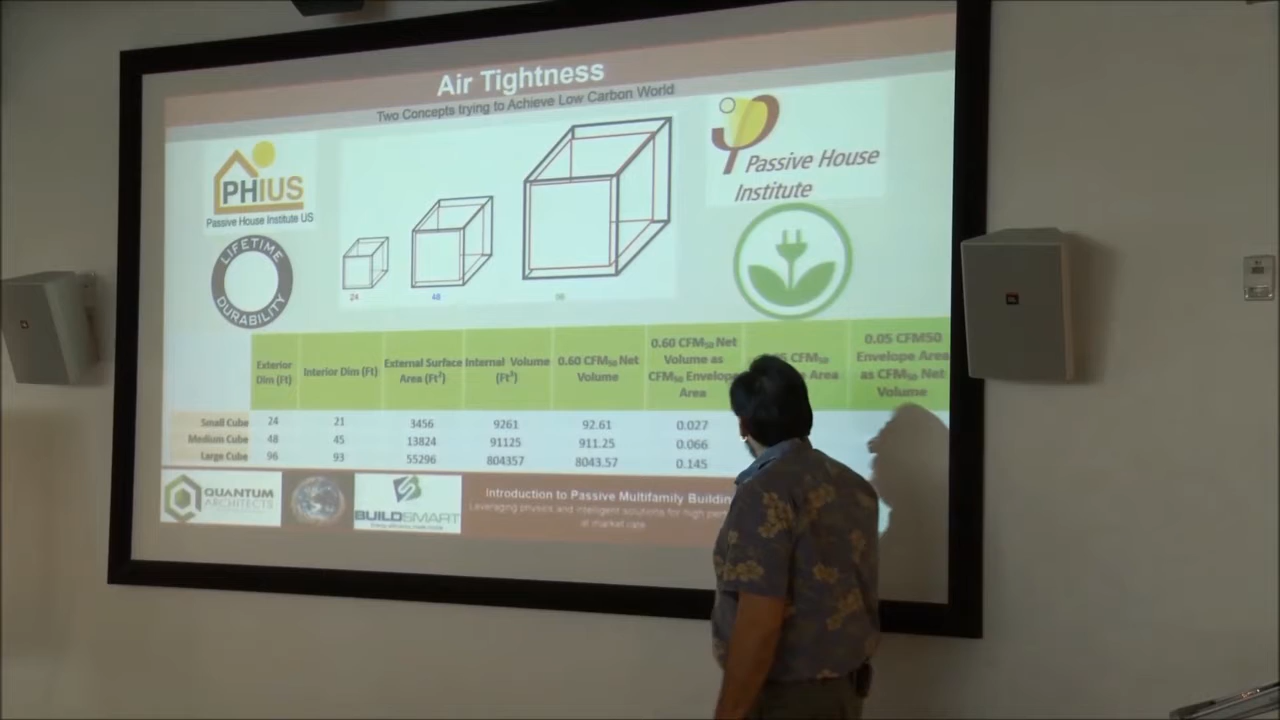 Air Tightness
Two Concepts trying to Achieve Low Carbon World
PHIUS
Passive House Institute US
LIFETIME
DURABILITY
24
48
96
Passive House
Institute
Exterior
Dim (Ft)
Interior Dim (Ft)
External Surface
Area (Ft²)
Internal Volume
(Ft³)
0.60 CFM₅₀ Net
Volume
0.60 CFM₅₀ Net
Volume as
CFM₅₀ Envelope
Area
CFM₅₀
Area
0.05 CFM50
Envelope Area
as CFM₅₀ Net
Volume
Small Cube 24 21 3456 9261 92.61 0.027
Medium Cube 48 45 13824 91125 911.25 0.066
Large Cube 96 93 55296 804357 8043.57 0.145
QUANTUM
ARCHITECTS
BUILDSMART
Introduction to Passive Multifamily Buildin
Leveraging physics and intelligent solutions for high per
at market rate